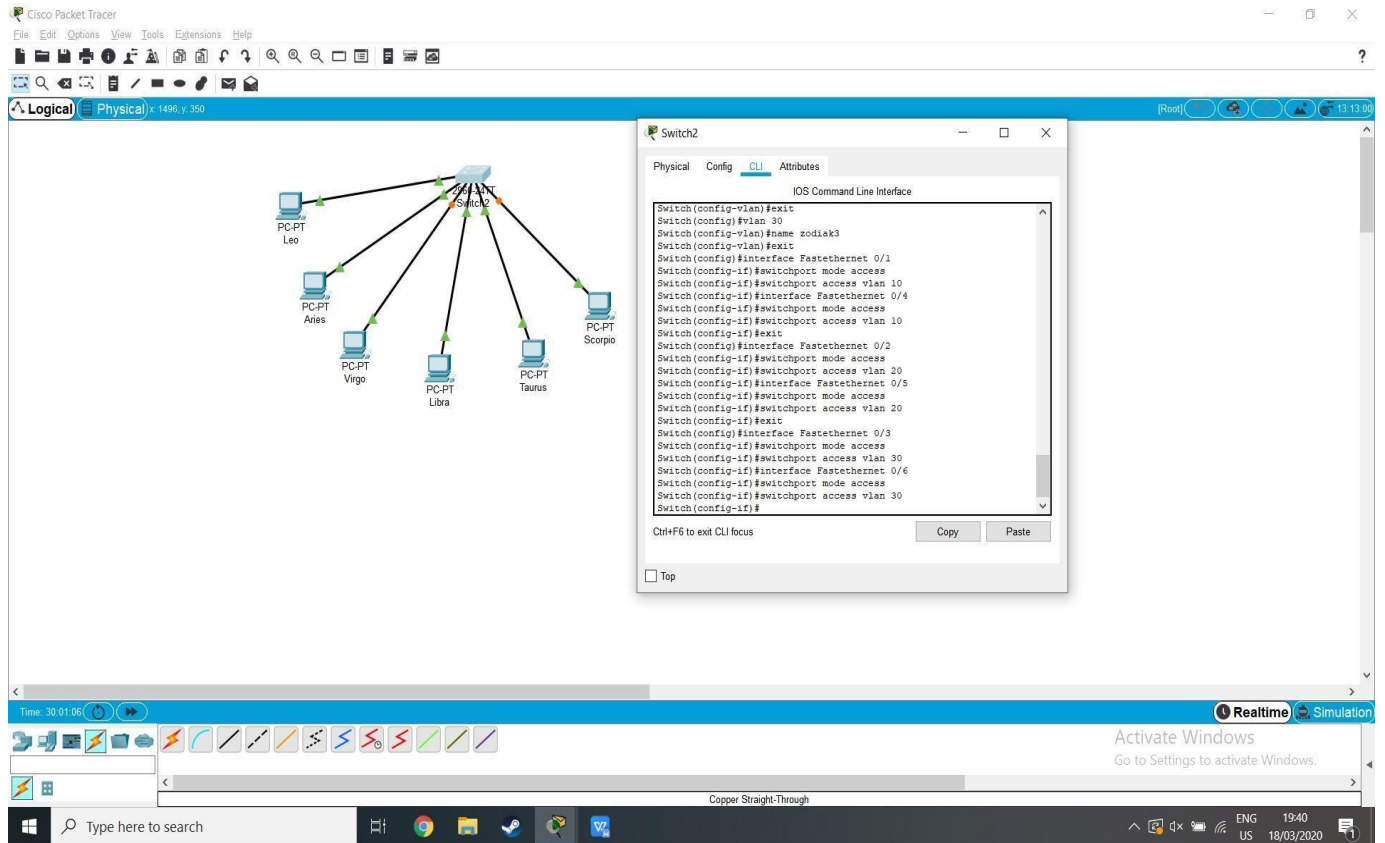 Cisco Packet Tracer
File Edit Options View Tools Extensions Help
?
Logical Physical x: 1496, y: 350
[Root] 13:13:00
2960-24TT
Switch2
PC-PT
Leo
PC-PT
Aries
PC-PT
Virgo
PC-PT
Libra
PC-PT
Taurus
PC-PT
Scorpio
Switch2
Physical Config CLI Attributes
IOS Command Line Interface
Switch(config-vlan)#exit
Switch(config)#vlan 30
Switch(config-vlan)#name zodiak3
Switch(config-vlan)#exit
Switch(config)#interface Fastethernet 0/1
Switch(config-if)#switchport mode access
Switch(config-if)#switchport access vlan 10
Switch(config-if)#interface Fastethernet 0/4
Switch(config-if)#switchport mode access
Switch(config-if)#switchport access vlan 10
Switch(config-if)#exit
Switch(config)#interface Fastethernet 0/2
Switch(config-if)#switchport mode access
Switch(config-if)#switchport access vlan 20
Switch(config-if)#interface Fastethernet 0/5
Switch(config-if)#switchport mode access
Switch(config-if)#switchport access vlan 20
Switch(config-if)#exit
Switch(config)#interface Fastethernet 0/3
Switch(config-if)#switchport mode access
Switch(config-if)#switchport access vlan 30
Switch(config-if)#interface Fastethernet 0/6
Switch(config-if)#switchport mode access
Switch(config-if)#switchport access vlan 30
Switch(config-if)#
Ctrl+F6 to exit CLI focus
Copy Paste
Top
Time: 30:01:06
Realtime Simulation
Activate Windows
Go to Settings to activate Windows.
Copper Straight-Through
Type here to search
ENG 19:40
US 18/03/2020
1